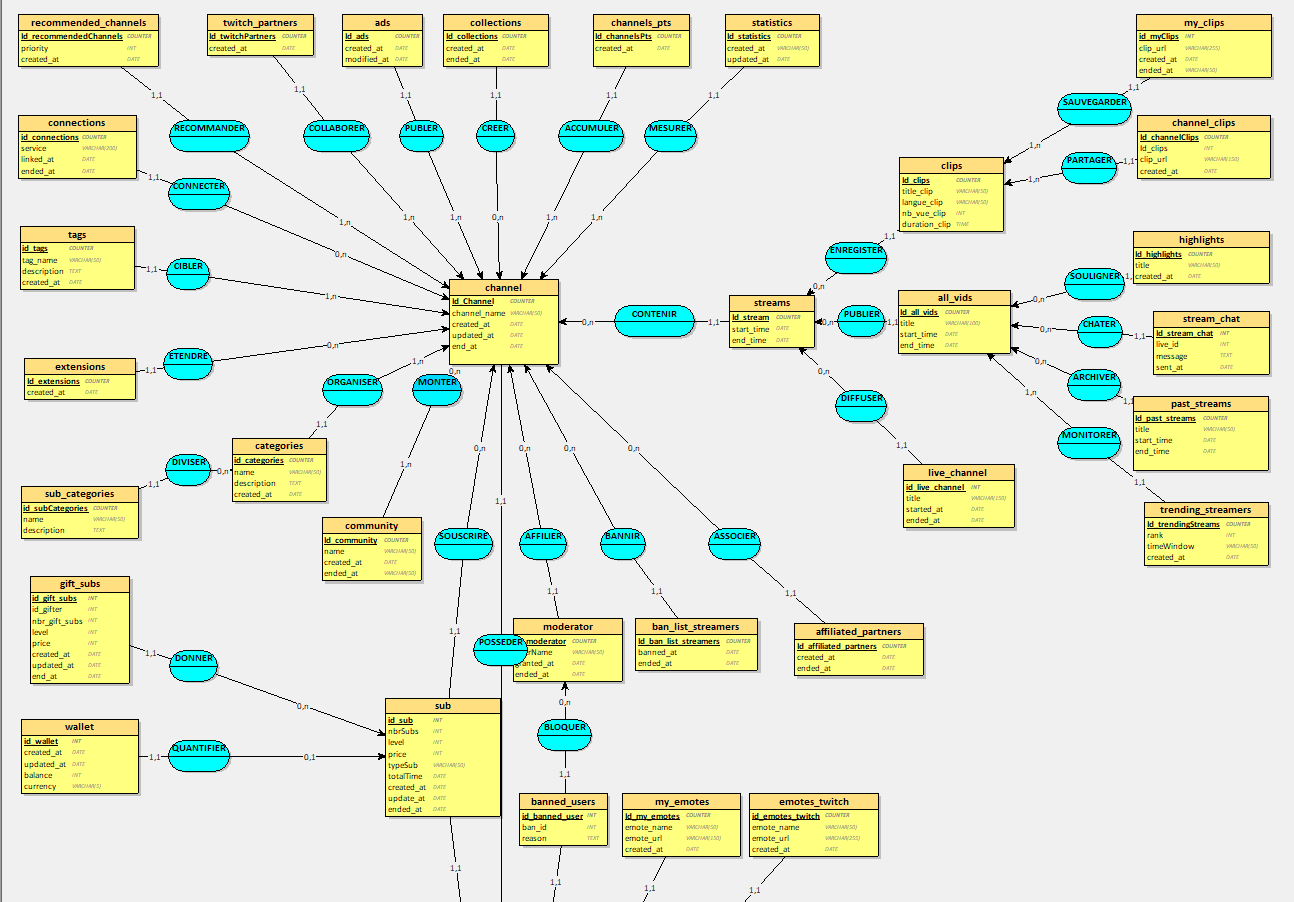 recommended_channels
Id_recommendedChannels COUNTER
priority INT
created_at DATE
twitch_partners
Id_twitchPartners COUNTER
created_at DATE
ads
Id_ads COUNTER
created_at DATE
modified_at DATE
collections
Id_collections COUNTER
ended_at DATE
channels_pts
Id_channelsPts COUNTER
created_at DATE
statistics
Id_statistics COUNTER
created_at VARCHAR(50)
updated_at DATE
my_clips
id_myClips INT
clip_url VARCHAR(255)
created_at DATE
ended_at VARCHAR(50)
1,1
1,1
1,1
1,1
1,1
1,1
1,1
RECOMMANDER
COLLABORER
PUBLER
CREER
ACCUMULER
MESURER
SAUVEGARDER
connections
id_connections COUNTER
service VARCHAR(200)
linked_at DATE
ended_at DATE
channel_clips
Id_channelClips COUNTER
Id_clips INT
clip_url VARCHAR(150)
created_at DATE
1,n
PARTAGER
1,1
1,n
clips
Id_clips COUNTER
title_clip VARCHAR(50)
langue_clip VARCHAR(50)
nb_vue_clip INT
duration_clip TIME
1,1
CONNECTER
1,n
1,n
1,n
0,n
1,n
1,n
0,n
tags
id_tags COUNTER
tag_name VARCHAR(50)
description TEXT
created_at DATE
1,1
CIBLER
1,n
1,1
ENREGISTER
0,n
highlights
Id_highlights COUNTER
title VARCHAR(50)
created_at DATE
1,
SOULIGNER
0,n
channel
Id_Channel COUNTER
channel_name VARCHAR(50)
created_at DATE
updated_at DATE
end_at DATE
0,n
CONTENIR
1,1
streams
Id_stream COUNTER
start_time DATE
end_time DATE
0,n
PUBLIER
1,1
all_vids
Id_all_vids COUNTER
title VARCHAR(100)
start_time DATE
end_time DATE
0,n
CHATER
1,1
stream_chat
Id_stream_chat INT
live_id INT
message TEXT
sent_at DATE
extensions
Id_extensions COUNTER
created_at DATE
1,1
ETENDRE
0,n
ORGANISER
1,n
1,1
MONTER
0,n
1,n
0,n
DIFFUSER
1,1
0,n
ARCHIVER
1,
1,n
MONITORER
1,1
past_streams
Id_past_streams COUNTER
title VARCHAR(50)
start_time DATE
end_time DATE
categories
id_categories COUNTER
name VARCHAR(50)
description TEXT
created_at DATE
DIVISER
0,n
1,1
sub_categories
id_subCategories COUNTER
name VARCHAR(50)
description TEXT
0,n
0,n
0,n
0,n
1,1
live_channel
id_live_channel INT
title VARCHAR(150)
started_at DATE
ended_at DATE
trending_streamers
Id_trendingStreams COUNTER
rank INT
timeWindow VARCHAR(50)
created_at DATE
community
Id_community COUNTER
name VARCHAR(50)
created_at DATE
ended_at VARCHAR(50)
SOUSCRIRE
AFFILIER
BANNIR
ASSOCIER
1,1
1,1
1,1
1,1
gift_subs
id_gift_subs INT
id_gifter INT
nbr_gift_subs INT
level INT
price INT
created_at DATE
updated_at DATE
end_at DATE
1,1
DONNER
0,n
POSSEDER
moderator
moderator COUNTER
erName VARCHAR(50)
granted_at DATE
ended_at DATE
ban_list_streamers
Id_ban_list_streamers COUNTER
banned_at DATE
ended_at DATE
affiliated_partners
Id_affiliated_partners COUNTER
created_at DATE
ended_at DATE
0,n
BLOQUER
1,1
wallet
id_wallet INT
created_at DATE
updated_at DATE
balance INT
currency VARCHAR(5)
1,1
QUANTIFIER
0,1
sub
id_sub INT
nbrSubs INT
level INT
price INT
typeSub VARCHAR(50)
totalTime DATE
created_at DATE
update_at DATE
ended_at DATE
banned_users
id_banned_user INT
ban_id INT
reason TEXT
my_emotes
Id_my_emotes COUNTER
emote_name VARCHAR(50)
emote_url VARCHAR(150)
created_at DATE
emotes_twitch
id_emotes_twitch COUNTER
emote_name VARCHAR(50)
emote_url VARCHAR(255)
created_at DATE
1,1
1,1
1,1
1,1